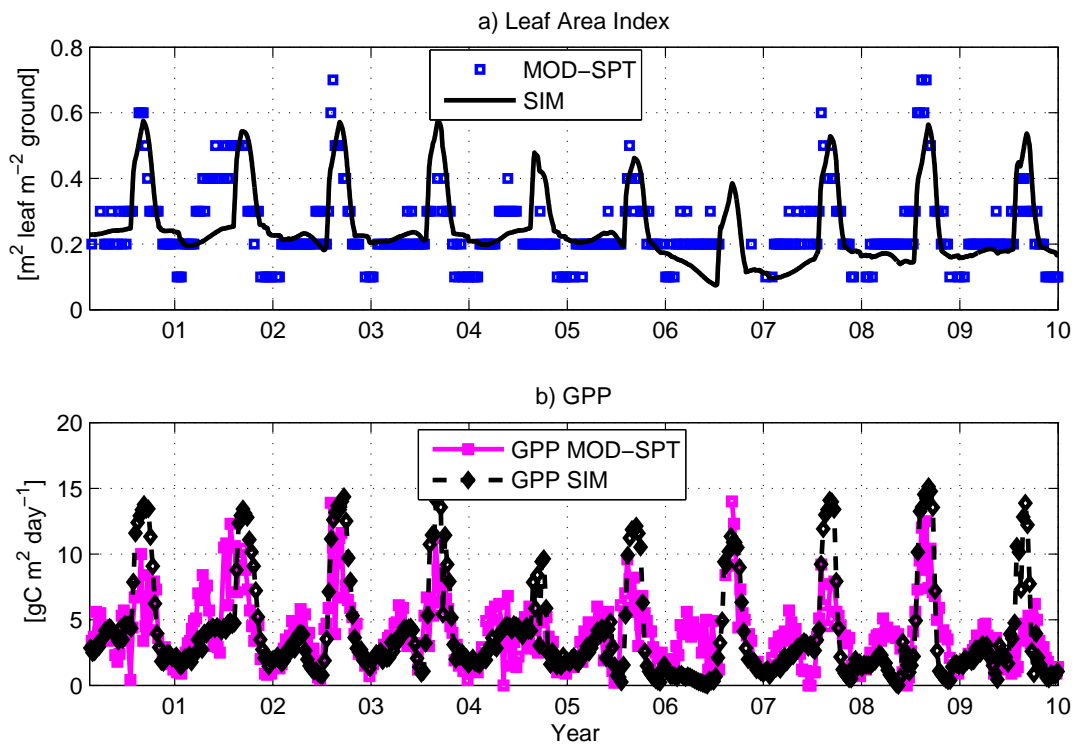 a) Leaf Area Index
[m² leaf m⁻² ground]
0.8
0.6
0.4
0.2
0
MOD−SPT
SIM
01 02 03 04 05 06 07 08 09 10
b) GPP
[gC m² day⁻¹]
20
15
10
5
0
GPP MOD−SPT
GPP SIM
01 02 03 04 05 06 07 08 09 10
Year